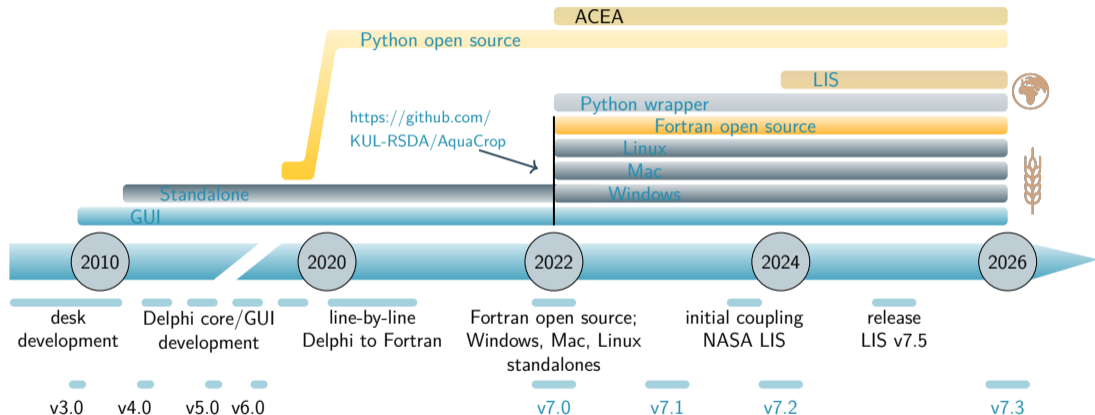 ACEA
Python open source
LIS
Python wrapper
https://github.com/
KUL-RSDA/AquaCrop
Fortran open source
Linux
Mac
Standalone
Windows
GUI
2010
2020
2022
2024
2026
desk
development
Delphi core/GUI
development
line-by-line
Delphi to Fortran
Fortran open source;
Windows, Mac, Linux
standalones
initial coupling
NASA LIS
release
LIS v7.5
v3.0
v4.0
v5.0
v6.0
v7.0
v7.1
v7.2
v7.3